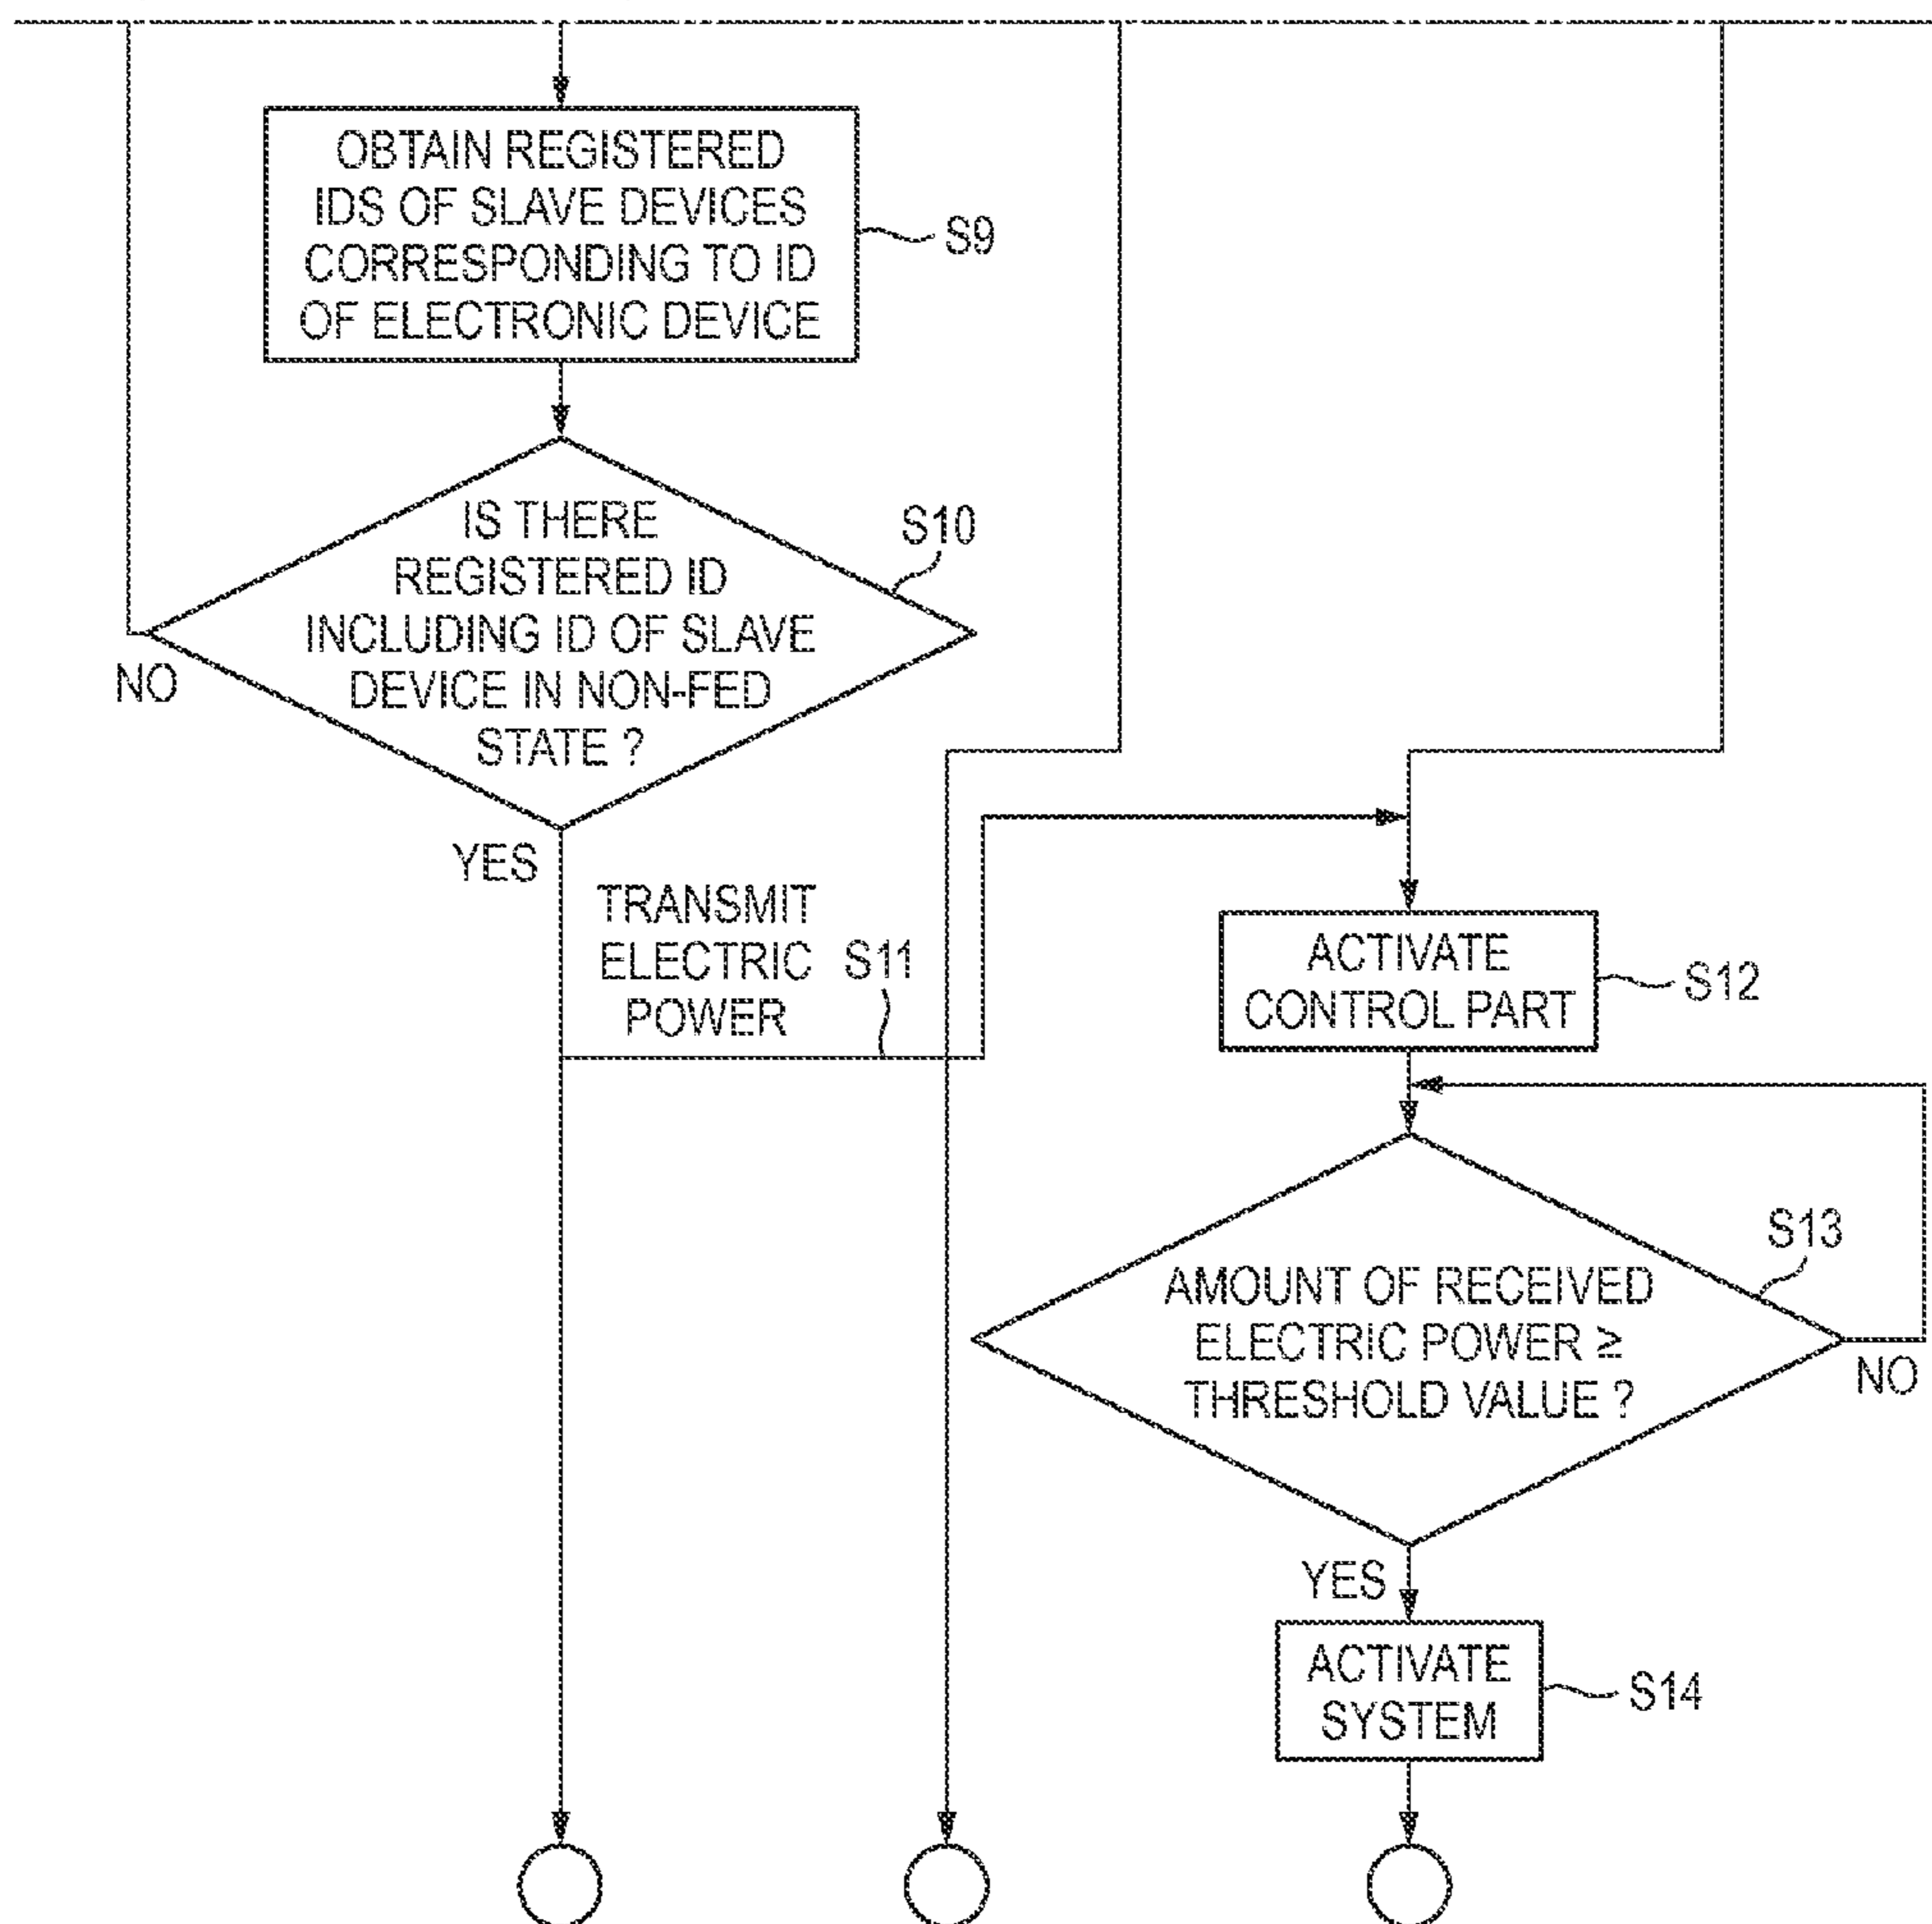 OBTAIN REGISTERED
IDS OF SLAVE DEVICES
CORRESPONDING TO ID
OF ELECTRONIC DEVICE
S9
IS THERE
REGISTERED ID
INCLUDING ID OF SLAVE
DEVICE IN NON-FED
STATE ?
S10
NO
YES
TRANSMIT
ELECTRIC
POWER
S11
ACTIVATE
CONTROL PART
S12
AMOUNT OF RECEIVED
ELECTRIC POWER ≥
THRESHOLD VALUE ?
S13
NO
YES
ACTIVATE
SYSTEM
S14